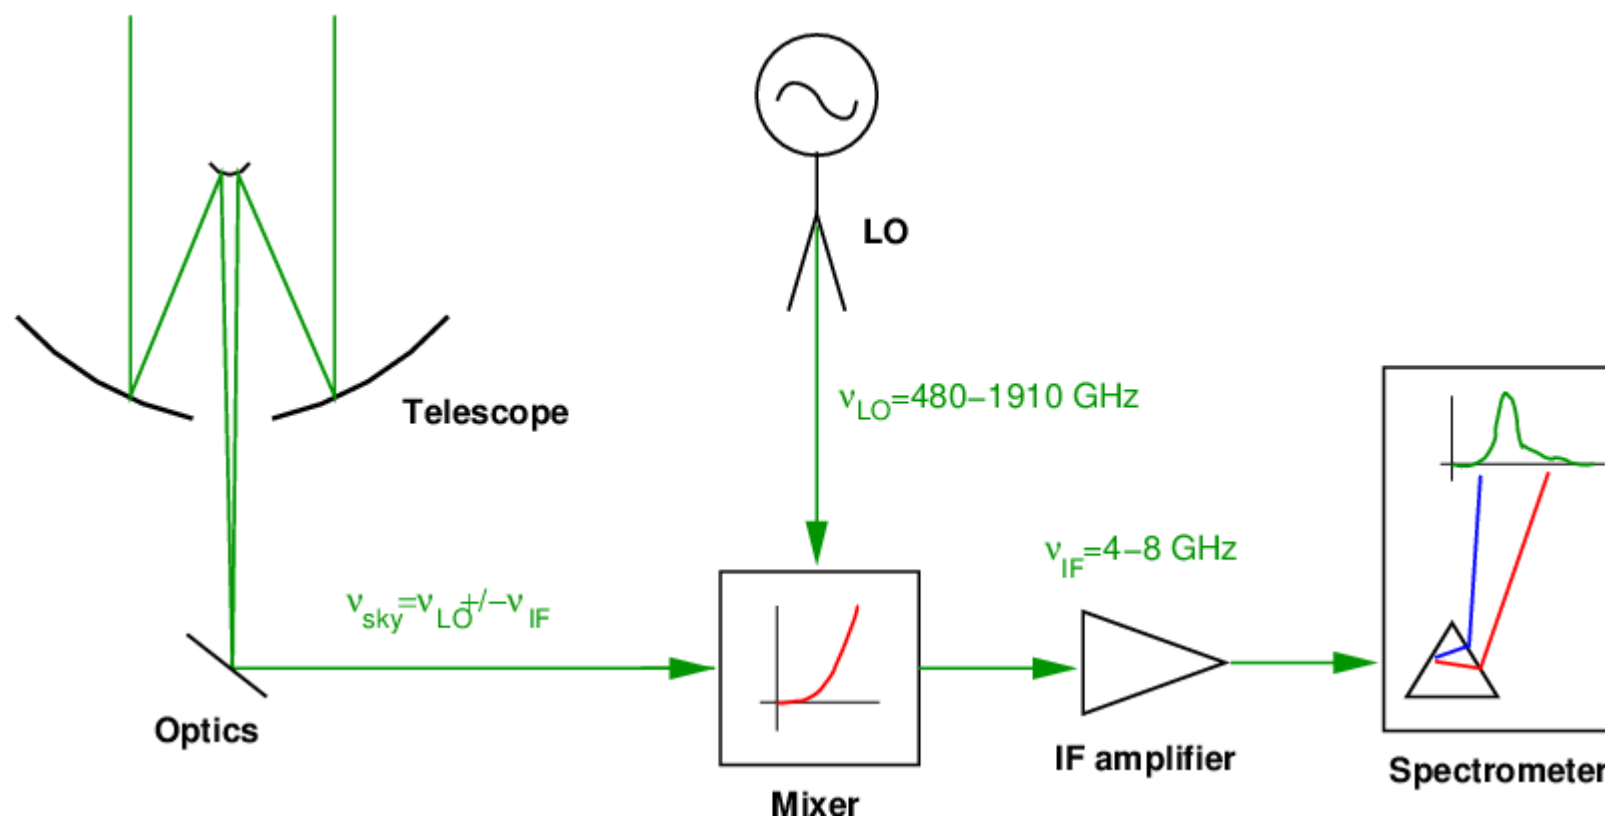 LO
Telescope
νLO=480−1910 GHz
νIF=4−8 GHz
νsky=νLO+/−νIF
Optics
IF amplifier
Spectrometer
Mixer